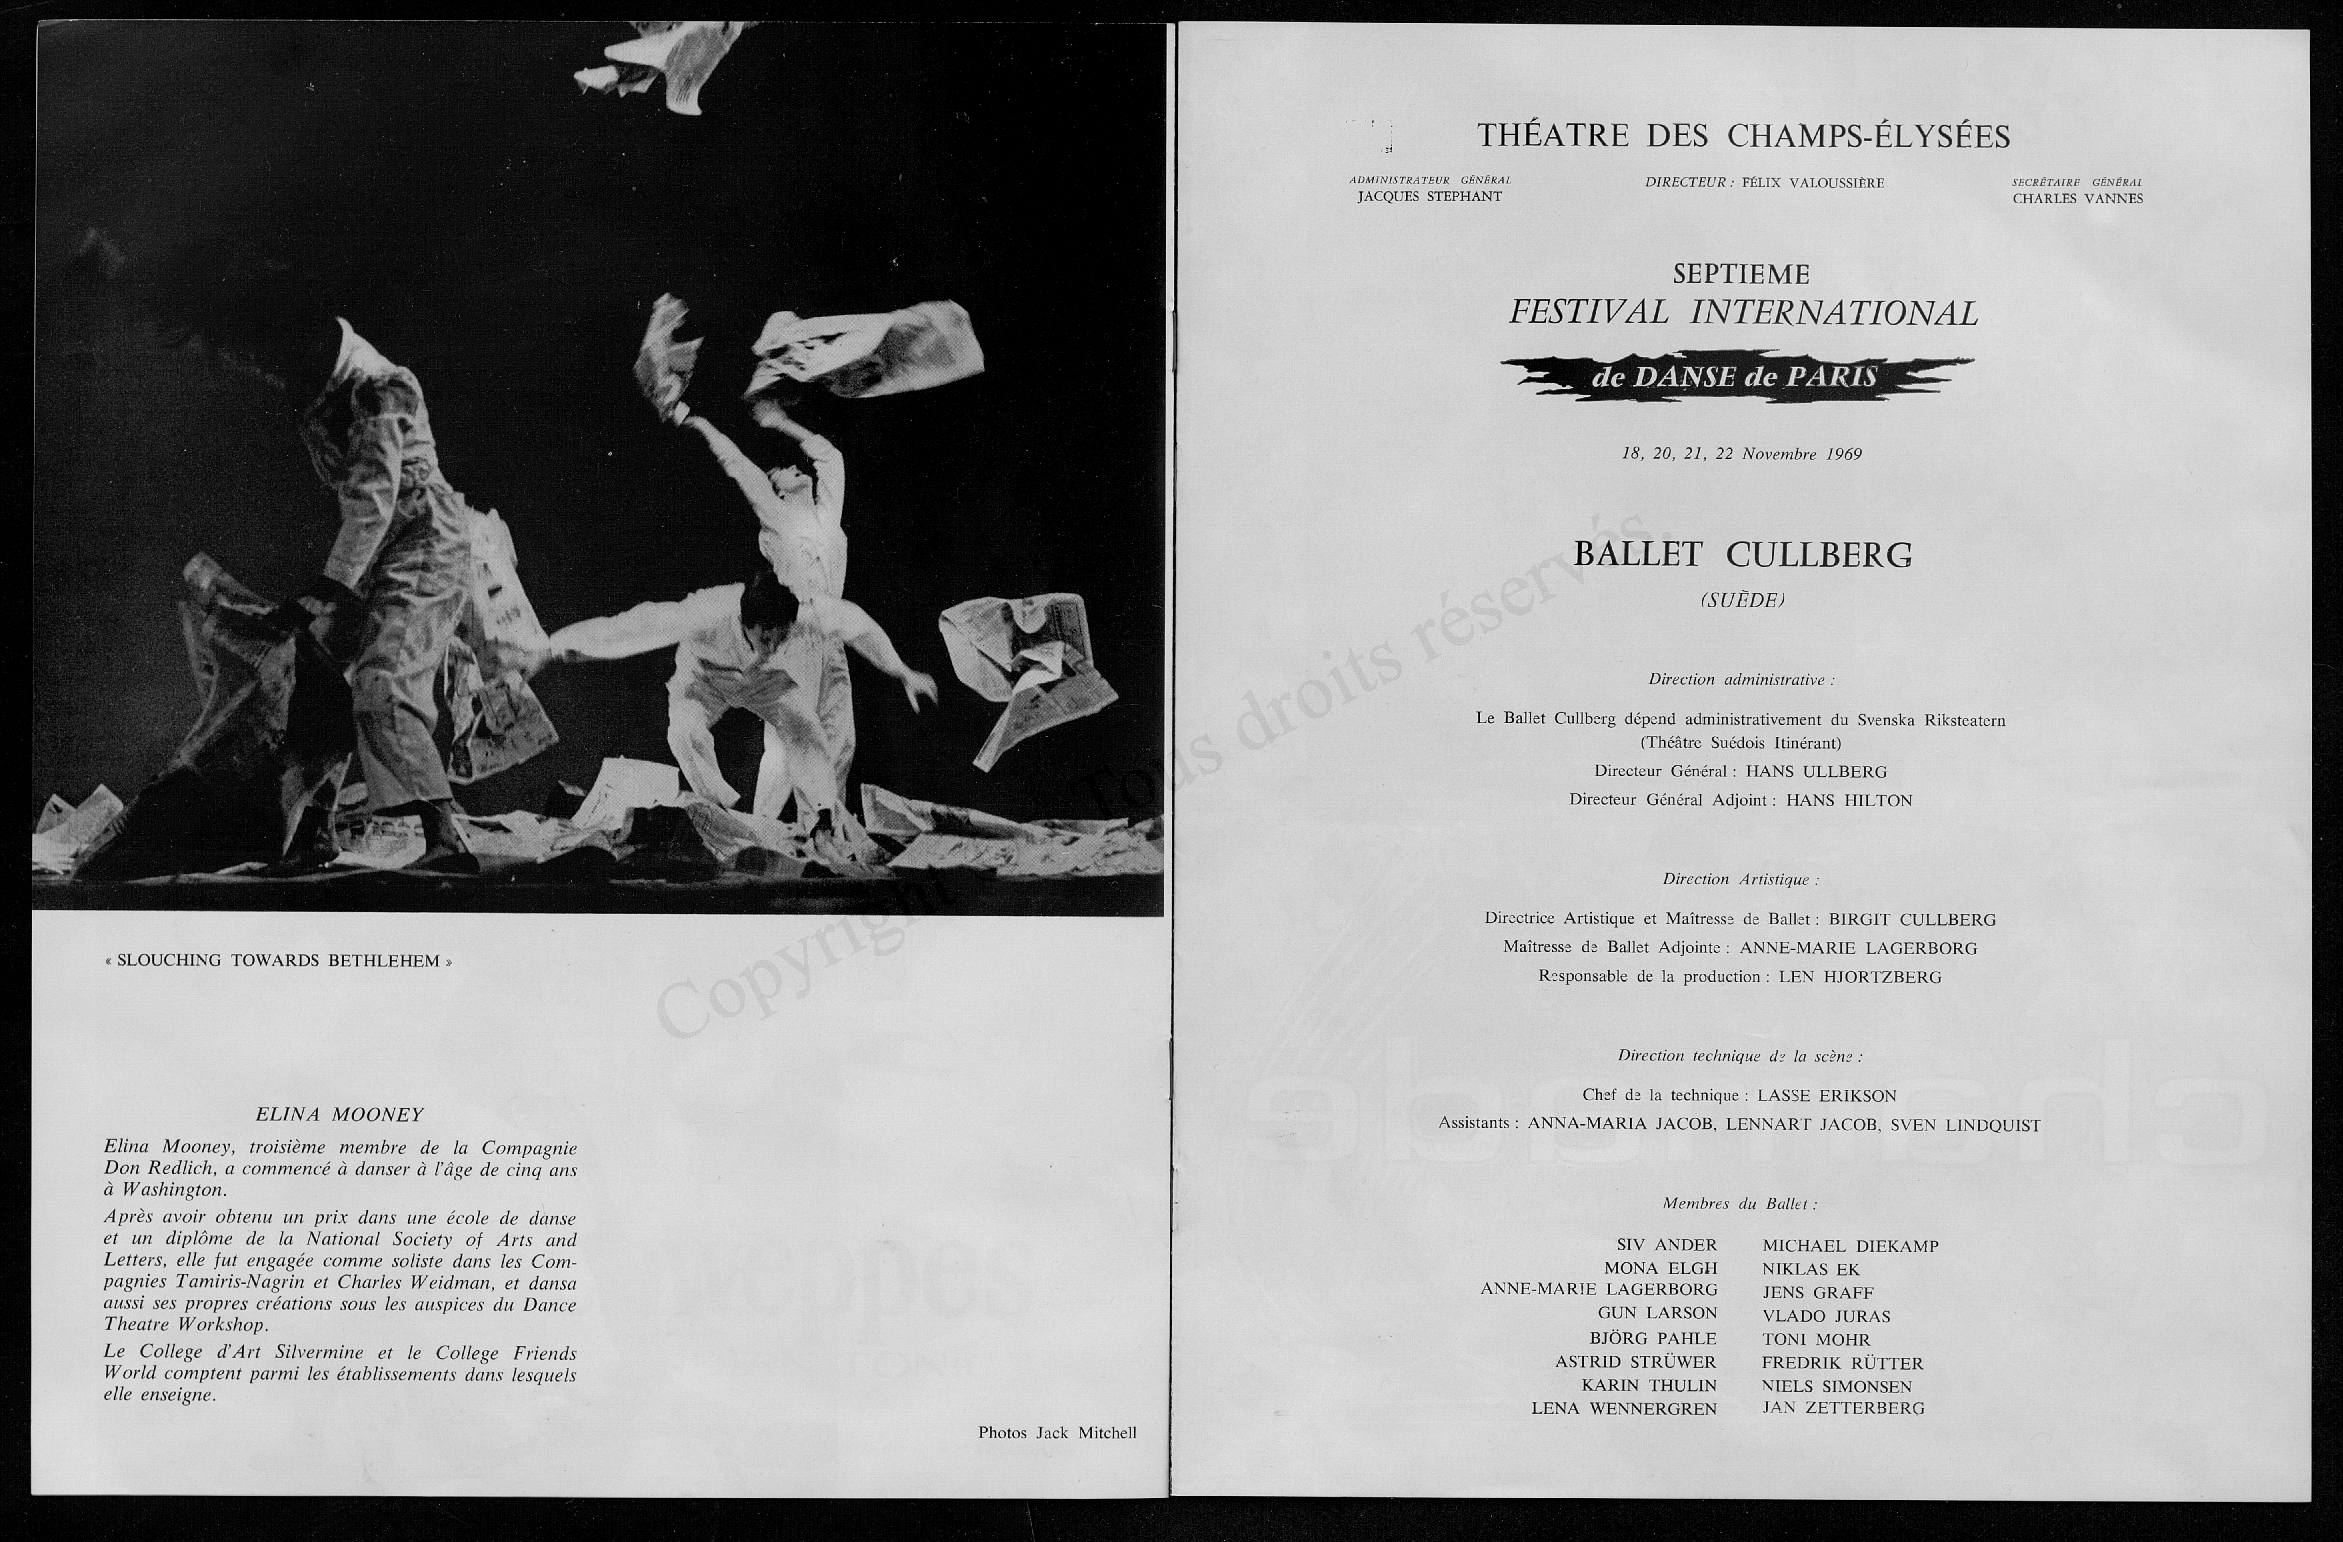 « SLOUCHING TOWARDS BETHLEHEM »
ELINA MOONEY
Elina Mooney, troisième membre de la Compagnie
Don Redlich, a commencé à danser à l'âge de cinq ans
à Washington.
Après avoir obtenu un prix dans une école de danse
et un diplôme de la National Society of Arts and
Letters, elle fut engagée comme soliste dans les Com-
pagnies Tamiris-Nagrin et Charles Weidman, et dansa
aussi ses propres créations sous les auspices du Dance
Theatre Workshop.
Le College d'Art Silvermine et le College Friends
World comptent parmi les établissements dans lesquels
elle enseigne.
Photos Jack Mitchell
THÉATRE DES CHAMPS-ÉLYSÉES
ADMINISTRATEUR GÉNÉRAL
JACQUES STEPHANT
DIRECTEUR : FÉLIX VALOUSSIÈRE
SECRÉTAIRE GÉNÉRAL
CHARLES VANNES
SEPTIEME
FESTIVAL INTERNATIONAL
de DANSE de PARIS
18, 20, 21, 22 Novembre 1969
BALLET CULLBERG
(SUÈDE)
Direction administrative :
Le Ballet Cullberg dépend administrativement du Svenska Riksteatern
(Théâtre Suédois Itinérant)
Directeur Général : HANS ULLBERG
Directeur Général Adjoint : HANS HILTON
Direction Artistique :
Directrice Artistique et Maîtresse de Ballet : BIRGIT CULLBERG
Maîtresse de Ballet Adjointe : ANNE-MARIE LAGERBORG
Responsable de la production : LEN HJORTZBERG
Direction technique de la scène :
Chef de la technique : LASSE ERIKSON
Assistants : ANNA-MARIA JACOB, LENNART JACOB, SVEN LINDQUIST
Membres du Ballet :
SIV ANDER MICHAEL DIEKAMP
MONA ELGH NIKLAS EK
ANNE-MARIE LAGERBORG JENS GRAFF
GUN LARSON VLADO JURAS
BJÖRG PAHLE TONI MOHR
ASTRID STRÜWER FREDRIK RÜTTER
KARIN THULIN NIELS SIMONSEN
LENA WENNERGREN JAN ZETTERBERG
Copyright - Tous droits réservés.